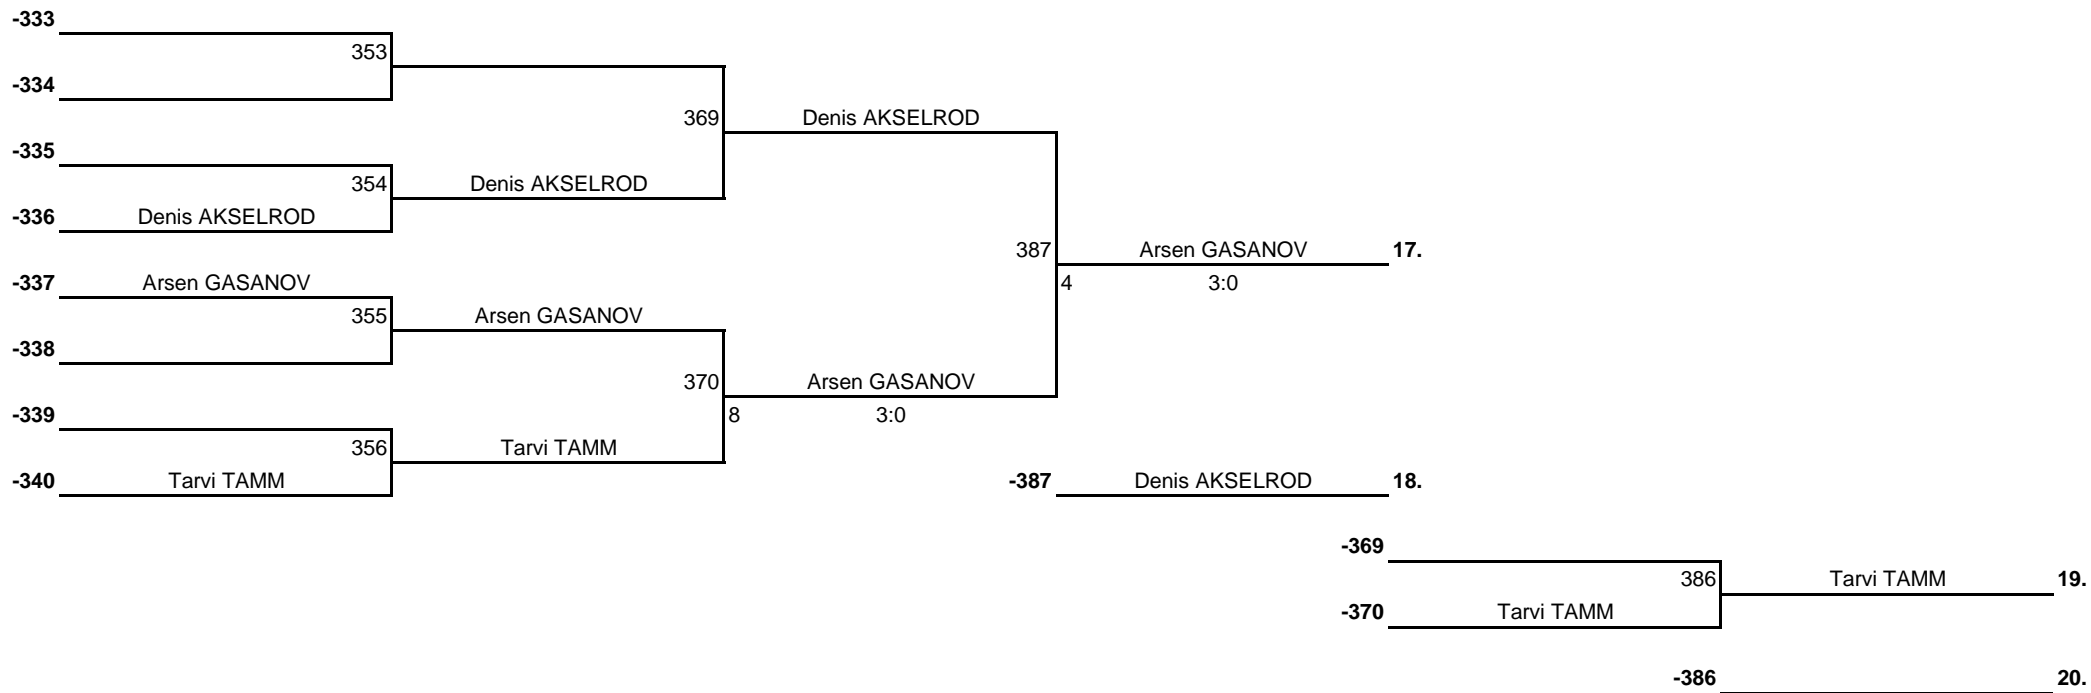 -333
353
-334
369 Denis AKSELROD
-335
354 Denis AKSELROD
-336 Denis AKSELROD
387 Arsen GASANOV 17.
-337 Arsen GASANOV
4 3:0
355 Arsen GASANOV
-338
370 Arsen GASANOV
-339
8 3:0
356 Tarvi TAMM
-340 Tarvi TAMM
-387 Denis AKSELROD 18.
-369
386 Tarvi TAMM 19.
-370 Tarvi TAMM
-386 20.